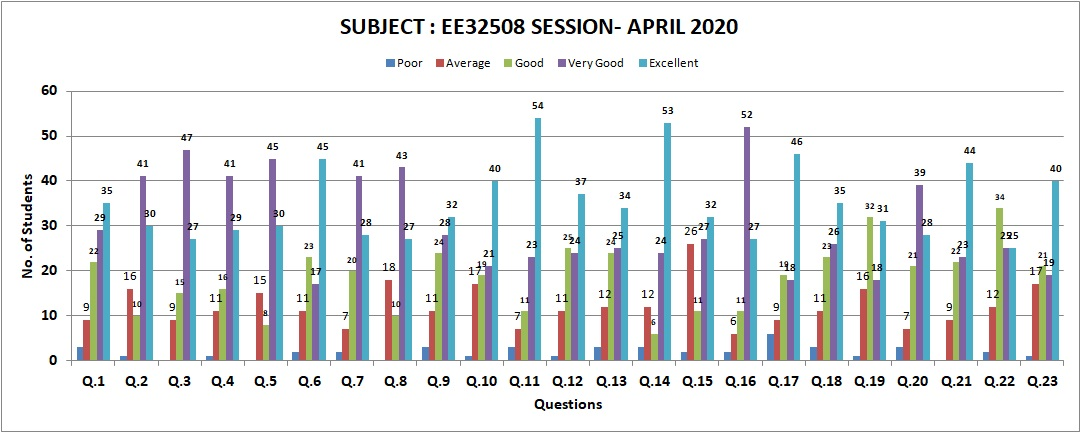 SUBJECT : EE32508 SESSION- APRIL 2020
Poor Average Good Very Good Excellent
No. of Students
60
50
40
30
20
10
0
9 22 29 35
16 10 41 30
9 15 47 27
11 16 41 29
15 8 45 30
11 23 17 45
7 20 41 28
18 10 43 27
11 24 28 32
17 19 21 40
7 11 23 54
11 25 24 37
12 24 25 34
12 6 24 53
26 11 27 32
6 11 52 27
9 19 18 46
11 23 26 35
16 32 18 31
7 21 39 28
9 22 23 44
12 34 25 25
17 21 19 40
Q.1 Q.2 Q.3 Q.4 Q.5 Q.6 Q.7 Q.8 Q.9 Q.10 Q.11 Q.12 Q.13 Q.14 Q.15 Q.16 Q.17 Q.18 Q.19 Q.20 Q.21 Q.22 Q.23
Questions